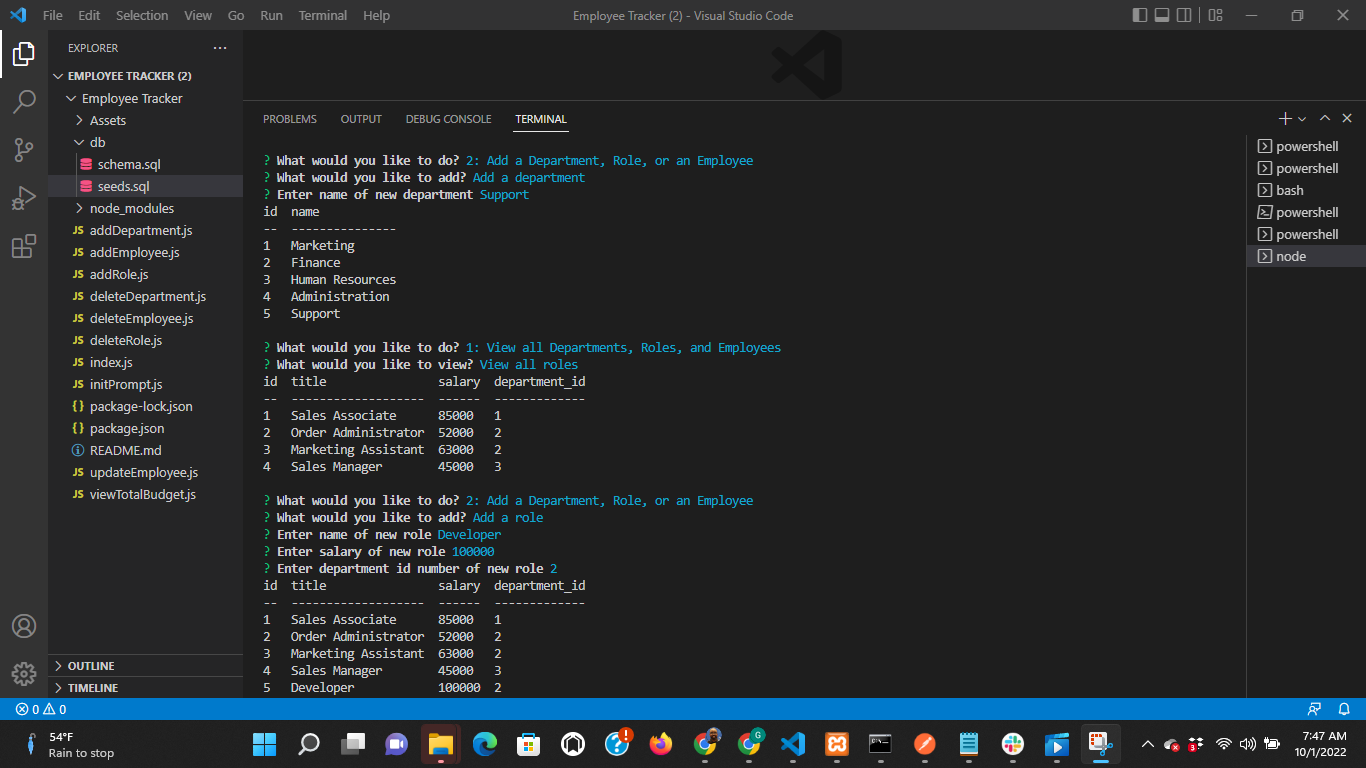 File Edit Selection View Go Run Terminal Help Employee Tracker (2) - Visual Studio Code
EXPLORER
EMPLOYEE TRACKER (2)
Employee Tracker
Assets
db
schema.sql
seeds.sql
node_modules
JS addDepartment.js
JS addEmployee.js
JS addRole.js
JS deleteDepartment.js
JS deleteEmployee.js
JS deleteRole.js
JS index.js
JS initPrompt.js
{} package-lock.json
{} package.json
README.md
JS updateEmployee.js
JS viewTotalBudget.js
OUTLINE
TIMELINE
PROBLEMS OUTPUT DEBUG CONSOLE TERMINAL
? What would you like to do? 2: Add a Department, Role, or an Employee
? What would you like to add? Add a department
? Enter name of new department Support
id name
-- ---------------
1 Marketing
2 Finance
3 Human Resources
4 Administration
5 Support
? What would you like to do? 1: View all Departments, Roles, and Employees
? What would you like to view? View all roles
id title salary department_id
-- ------------------- ------ -------------
1 Sales Associate 85000 1
2 Order Administrator 52000 2
3 Marketing Assistant 63000 2
4 Sales Manager 45000 3
? What would you like to do? 2: Add a Department, Role, or an Employee
? What would you like to add? Add a role
? Enter name of new role Developer
? Enter salary of new role 100000
? Enter department id number of new role 2
id title salary department_id
-- ------------------- ------ -------------
1 Sales Associate 85000 1
2 Order Administrator 52000 2
3 Marketing Assistant 63000 2
4 Sales Manager 45000 3
5 Developer 100000 2
powershell
powershell
bash
powershell
powershell
node
0 0
54°F
Rain to stop
G
3
7:47 AM
10/1/2022